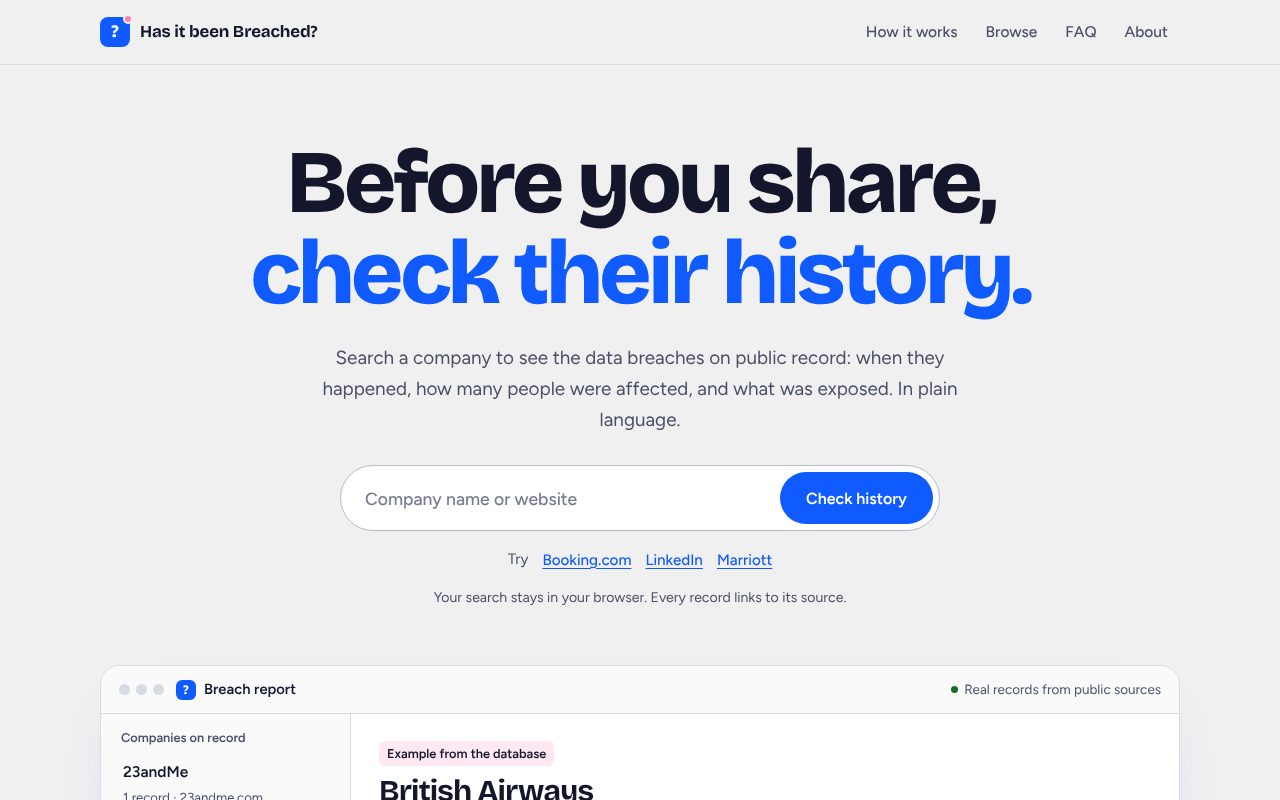 ? Has it been Breached?
How it works Browse FAQ About
Before you share,
check their history.
Search a company to see the data breaches on public record: when they
happened, how many people were affected, and what was exposed. In plain
language.
Company name or website Check history
Try Booking.com LinkedIn Marriott
Your search stays in your browser. Every record links to its source.
? Breach report Real records from public sources
Companies on record
Example from the database
23andMe
British Airways
1 record · 23andme.com